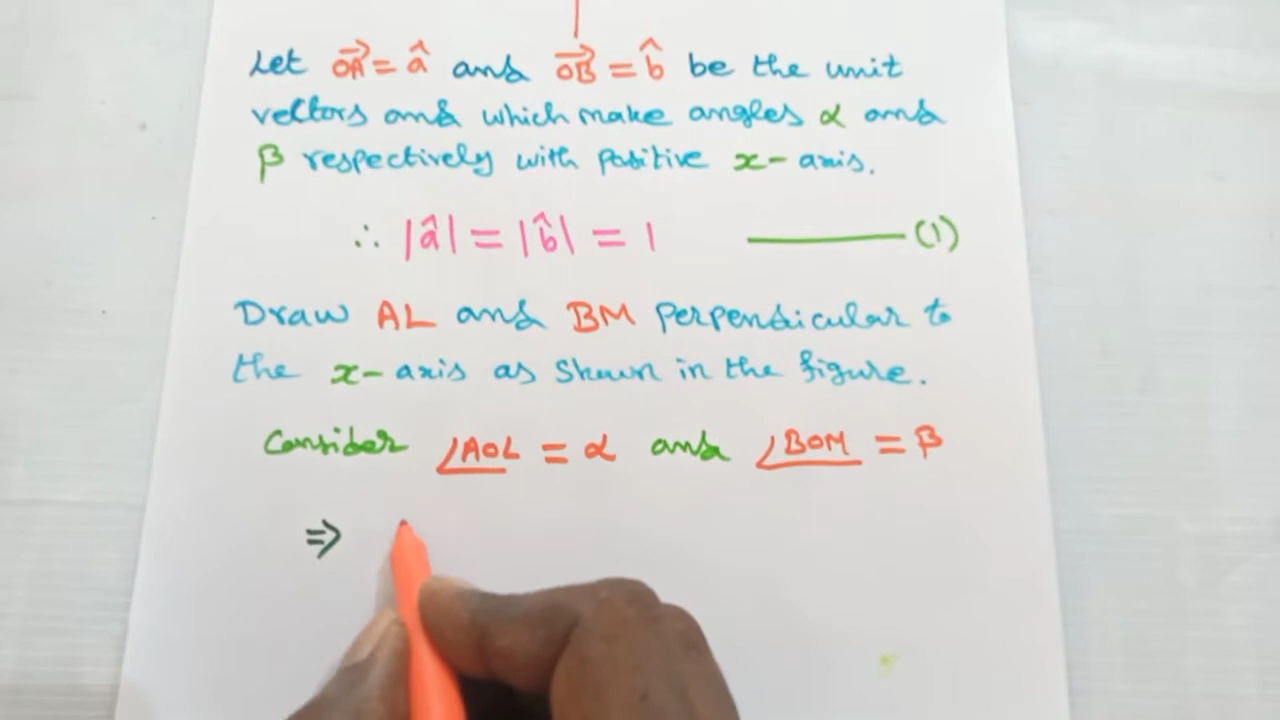 Let →OA = â and →OB = b̂ be the unit
vectors and which make angles α and
β respectively with positive x- axis.
∴ |â| = |b̂| = 1 ——— (1)
Draw AL and BM perpendicular to
the x- axis as shown in the figure.
Consider ∠AOL = α and ∠BOM = β
⇒